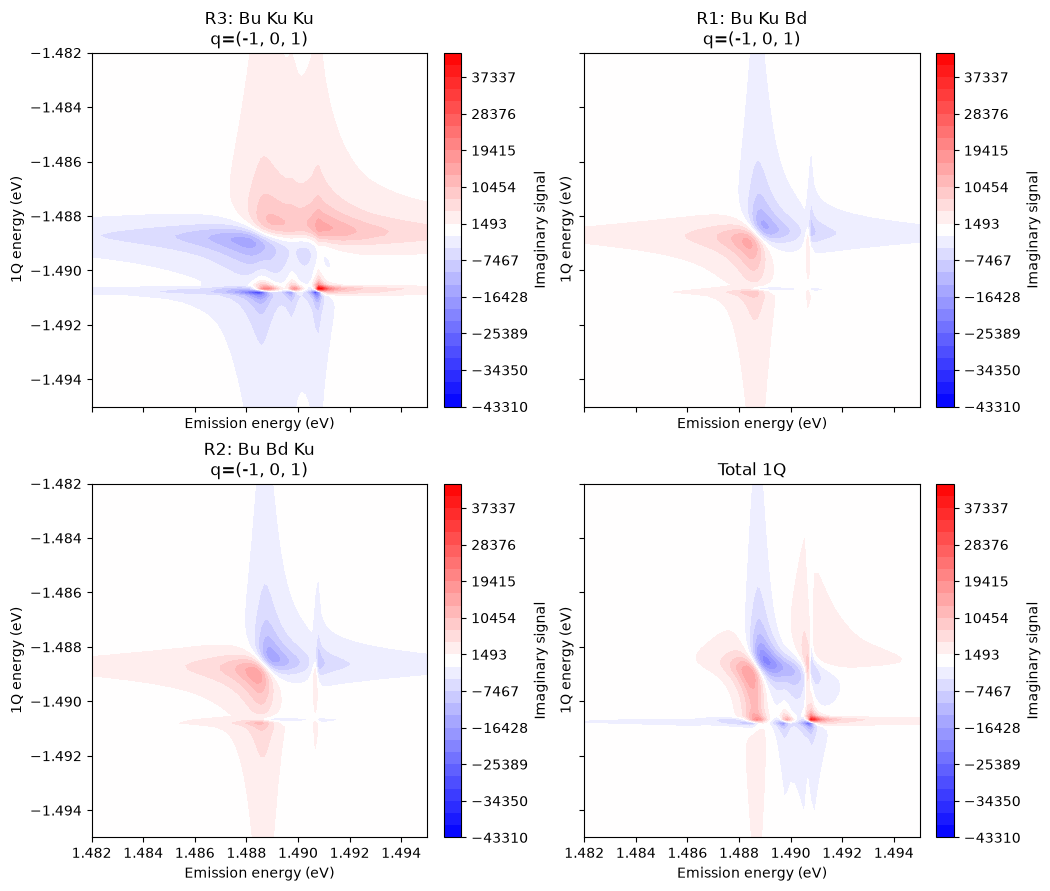 R3: Bu Ku Ku
q=(-1, 0, 1)
−1.482
−1.484
−1.486
−1.488
−1.490
−1.492
−1.494
1Q energy (eV)
Emission energy (eV)
37337
28376
19415
10454
1493
−7467
−16428
−25389
−34350
−43310
Imaginary signal
R1: Bu Ku Bd
q=(-1, 0, 1)
1Q energy (eV)
Emission energy (eV)
37337
28376
19415
10454
1493
−7467
−16428
−25389
−34350
−43310
Imaginary signal
R2: Bu Bd Ku
q=(-1, 0, 1)
−1.482
−1.484
−1.486
−1.488
−1.490
−1.492
−1.494
1Q energy (eV)
1.482 1.484 1.486 1.488 1.490 1.492 1.494
Emission energy (eV)
37337
28376
19415
10454
1493
−7467
−16428
−25389
−34350
−43310
Imaginary signal
Total 1Q
1Q energy (eV)
1.482 1.484 1.486 1.488 1.490 1.492 1.494
Emission energy (eV)
37337
28376
19415
10454
1493
−7467
−16428
−25389
−34350
−43310
Imaginary signal